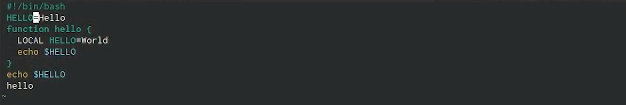 #!/bin/bash
HELLO=Hello
function hello {
LOCAL HELLO=World
echo $HELLO
}
echo $HELLO
hello
~